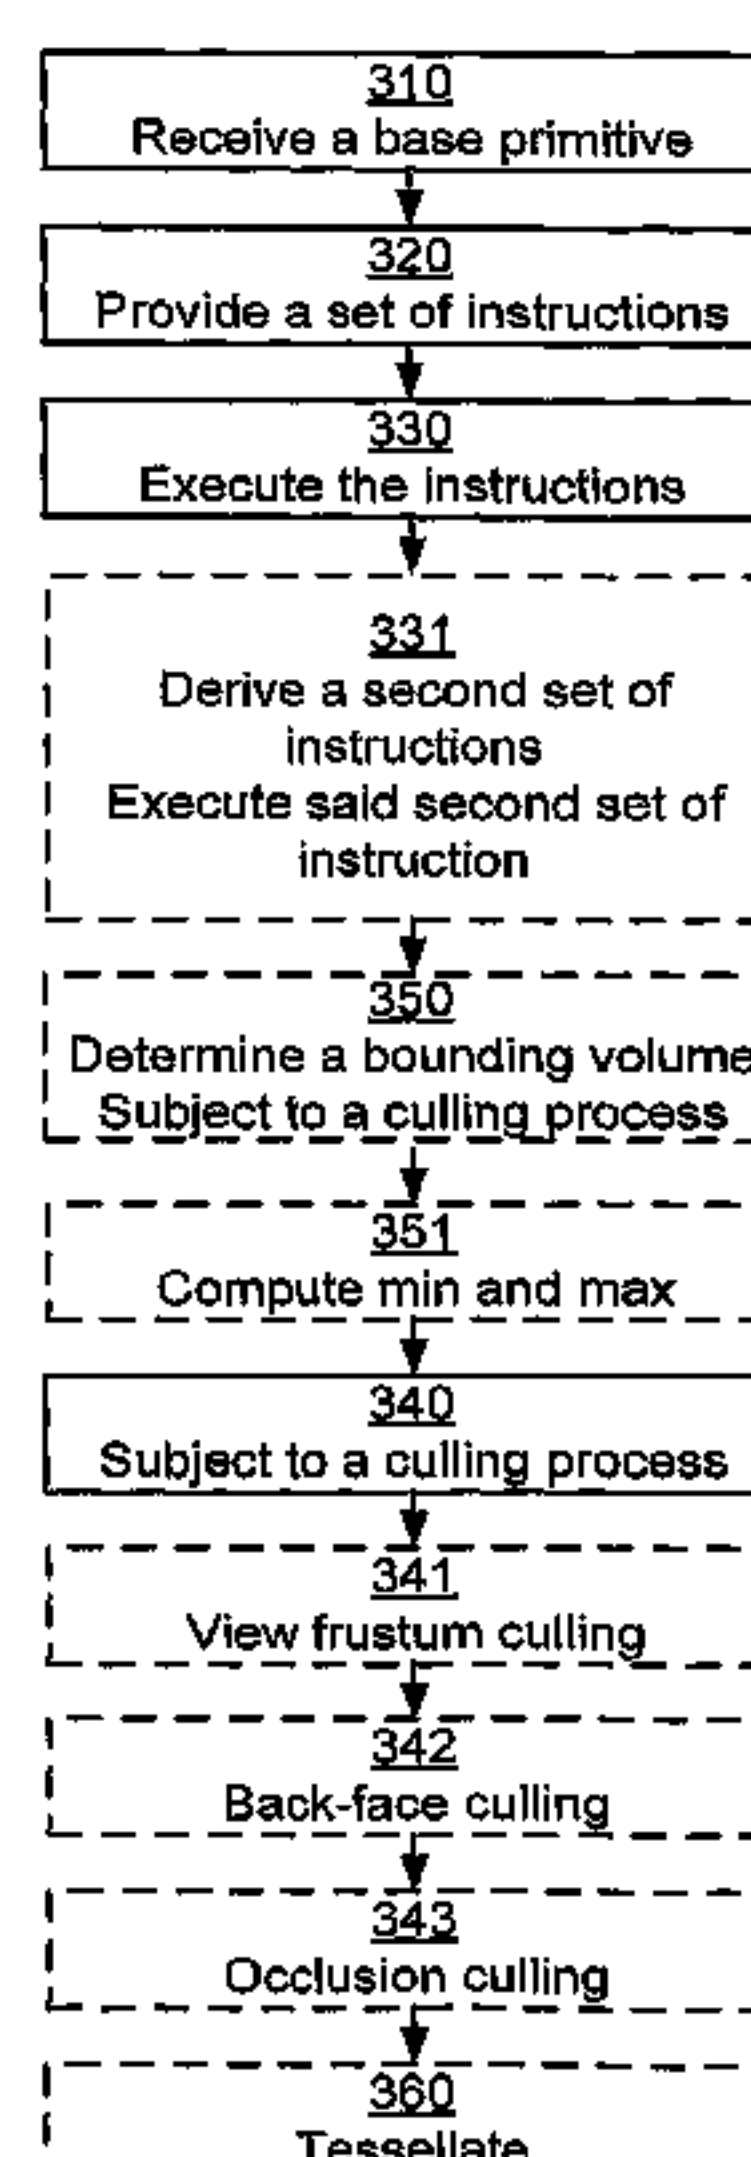 310
Receive a base primitive
320
Provide a set of instructions
330
Execute the instructions
331
Derive a second set of
instructions
Execute said second set of
instruction
350
Determine a bounding volume
Subject to a culling process
351
Compute min and max
340
Subject to a culling process
341
View frustum culling
342
Back-face culling
343
Occlusion culling
360
Tessellate